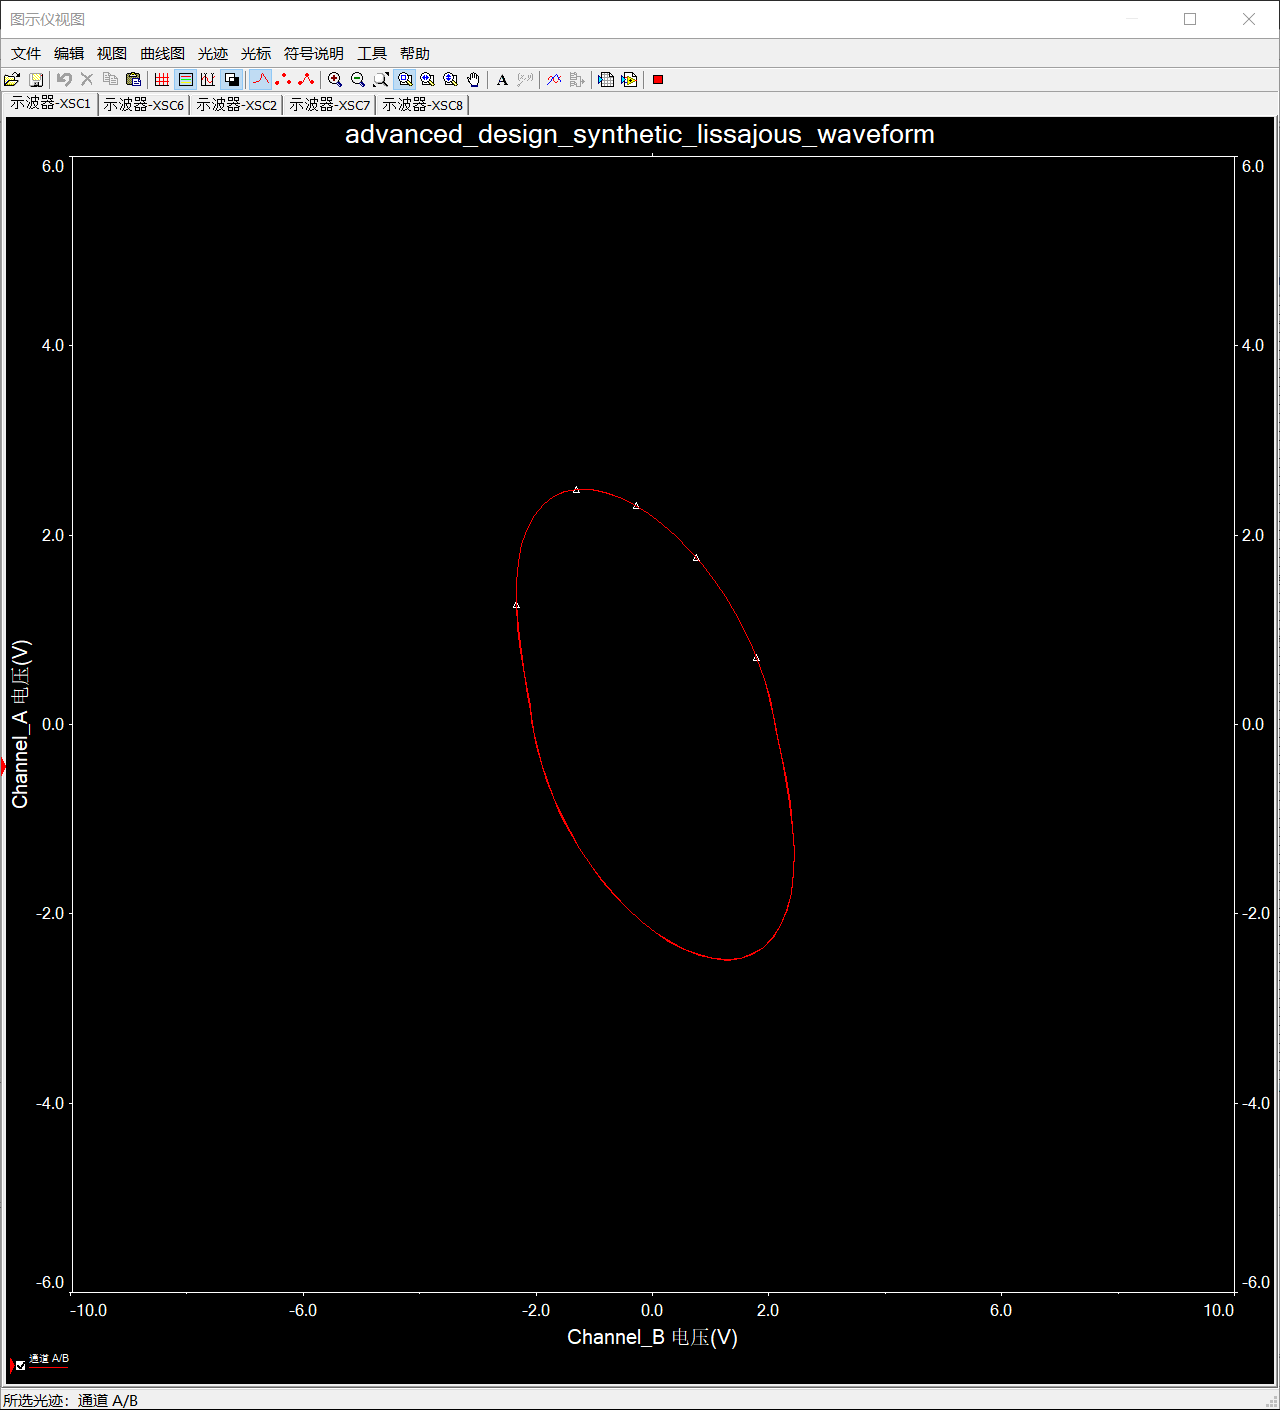 图示仪视图
文件 编辑 视图 曲线图 光迹 光标 符号说明 工具 帮助
A
示波器-XSC1 示波器-XSC6 示波器-XSC2 示波器-XSC7 示波器-XSC8
advanced_design_synthetic_lissajous_waveform
6.0 6.0
4.0 4.0
2.0 2.0
Channel_A 电压(V)
0.0 0.0
-2.0 -2.0
-4.0 -4.0
-6.0 -6.0
-10.0 -6.0 -2.0 0.0 2.0 6.0 10.0
Channel_B 电压(V)
通道 A/B
所选光迹：通道 A/B